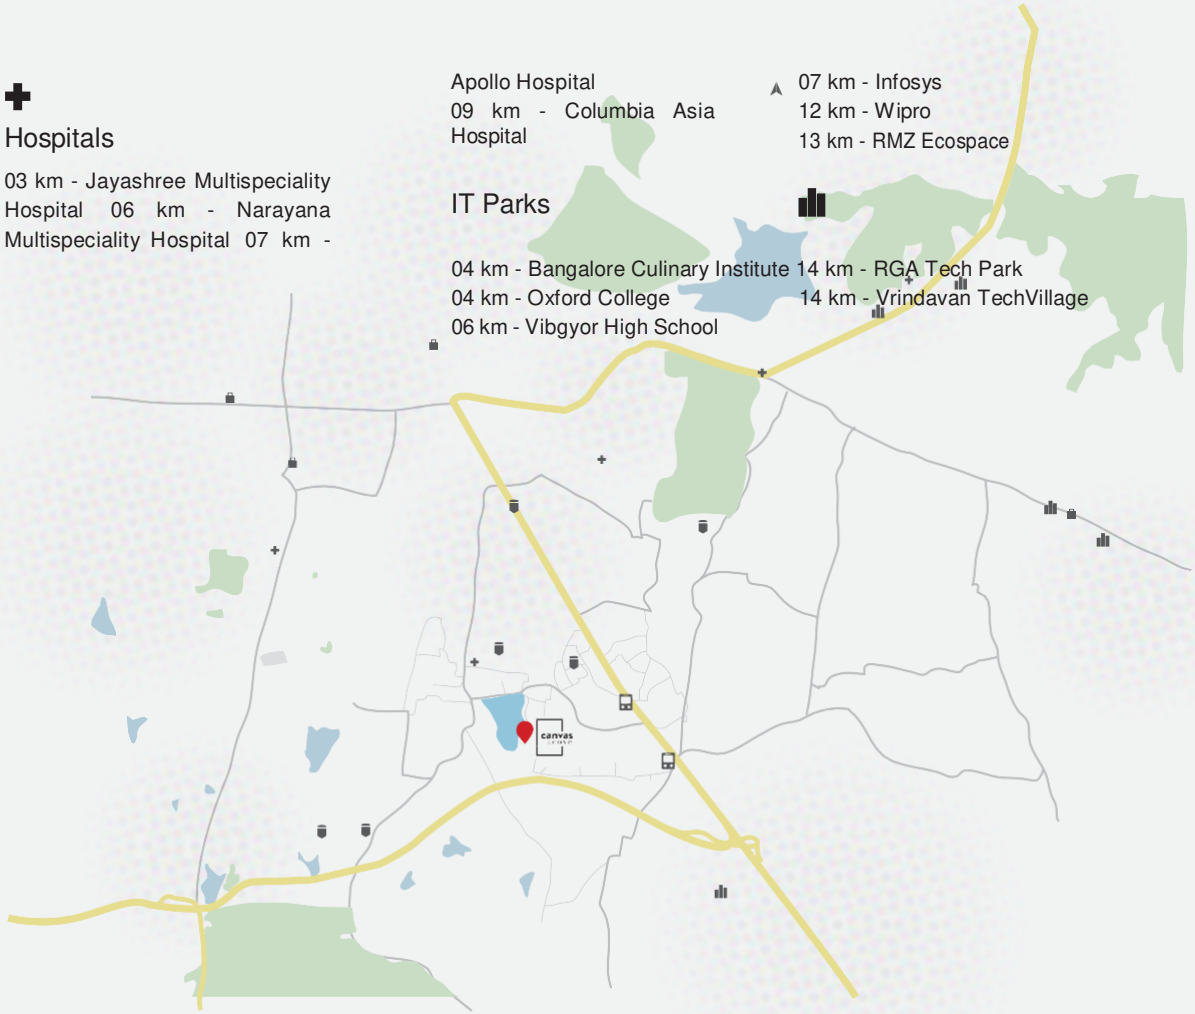 Hospitals
03 km - Jayashree Multispeciality
Hospital 06 km - Narayana
Multispeciality Hospital 07 km -
Apollo Hospital
09 km - Columbia Asia
Hospital
IT Parks
04 km - Bangalore Culinary Institute
04 km - Oxford College
06 km - Vibgyor High School
07 km - Infosys
12 km - Wipro
13 km - RMZ Ecospace
14 km - RGA Tech Park
14 km - Vrindavan TechVillage
canvas